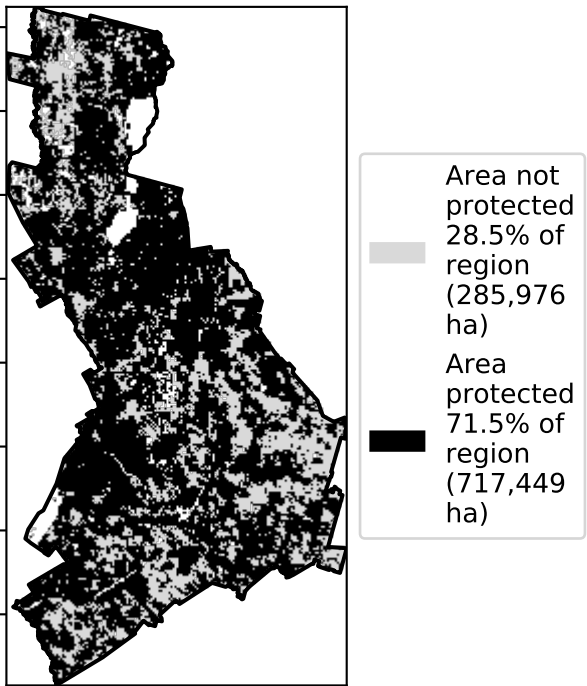 Area not
protected
28.5% of
region
(285,976
ha)
Area
protected
71.5% of
region
(717,449
ha)